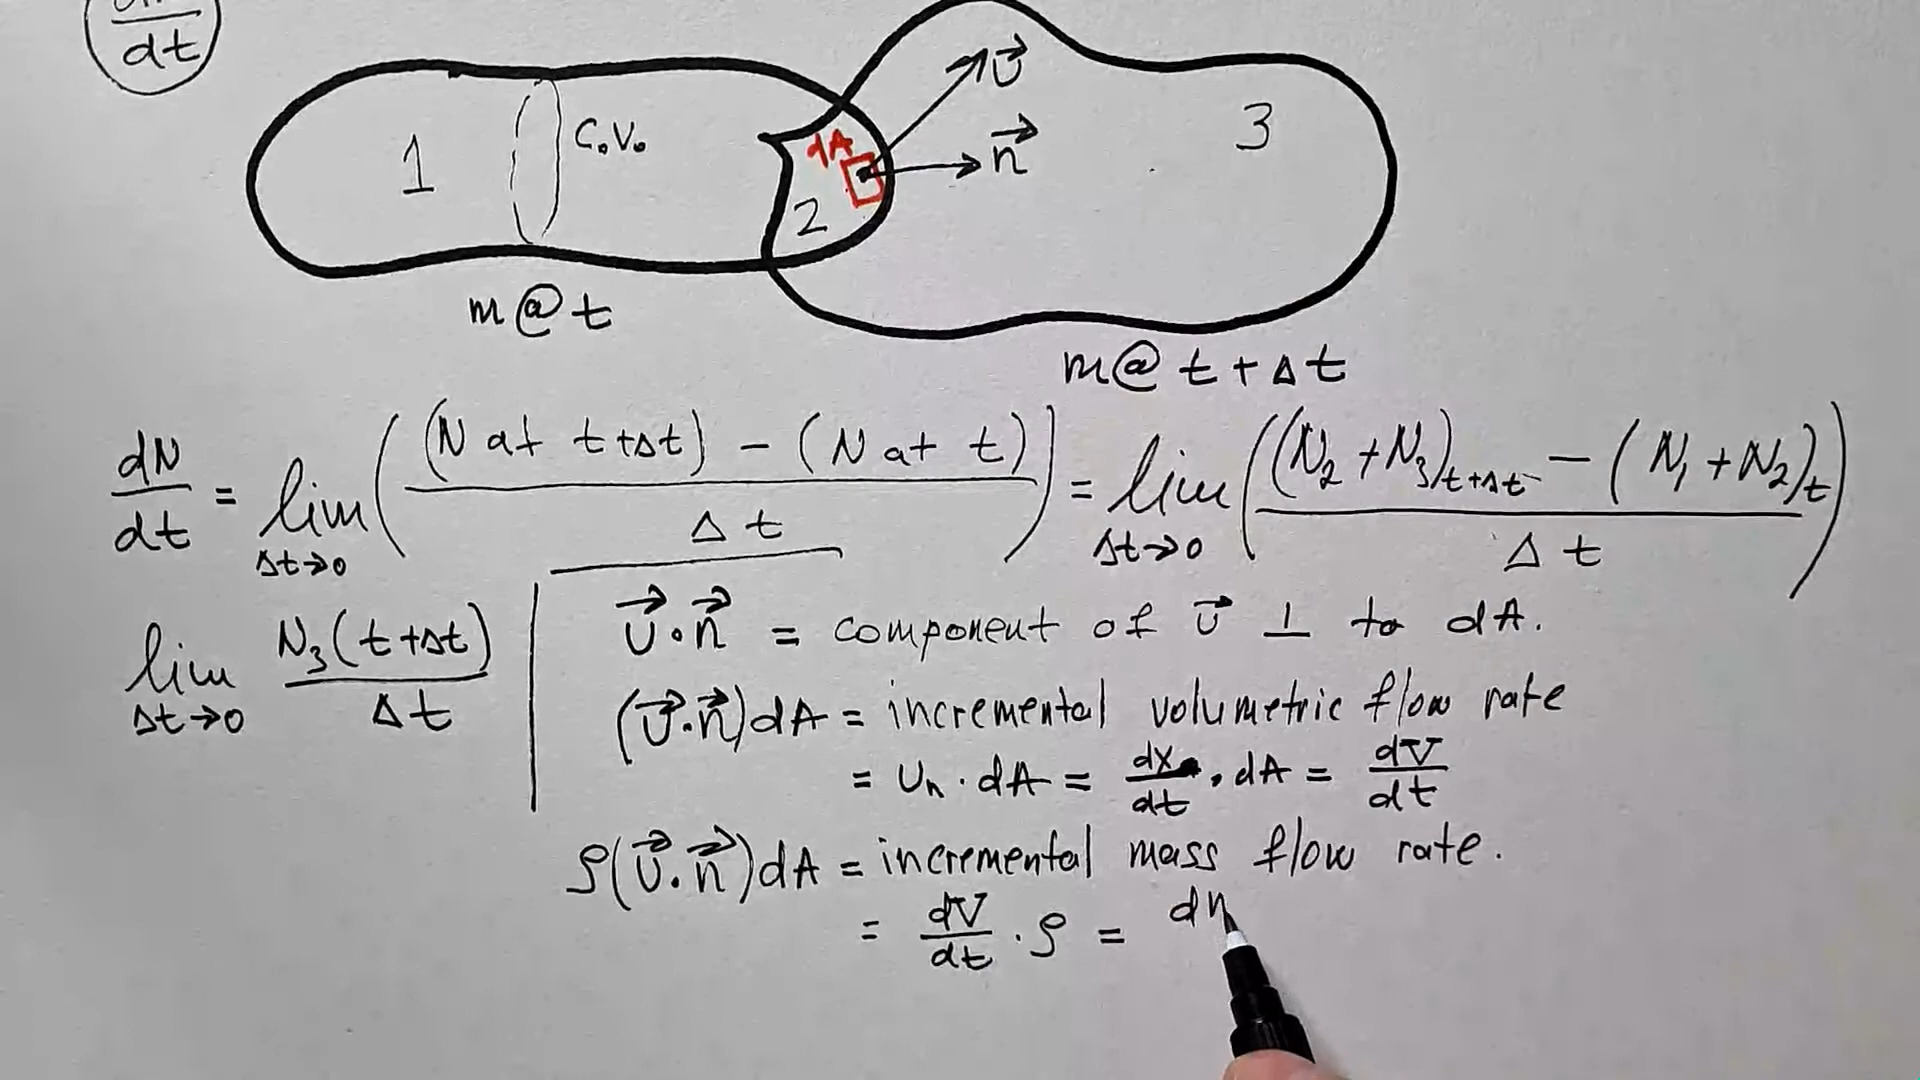 dt
1
C.V.
dA
2
3
v⃗
n⃗
m@t
m@ t+Δt
dN/dt = lim Δt→0 ( ((N at t+Δt) - (N at t)) / Δt ) = lim Δt→0 ( ((N₂+N₃)t+Δt - (N₁+N₂)t) / Δt )
lim Δt→0 N₃(t+Δt) / Δt
v⃗·n⃗ = component of v⃗ ⊥ to dA.
(v⃗·n⃗)dA = incremental volumetric flow rate
= vₙ·dA = dx/dt · dA = dV/dt
ρ(v⃗·n⃗)dA = incremental mass flow rate.
= dV/dt · ρ =